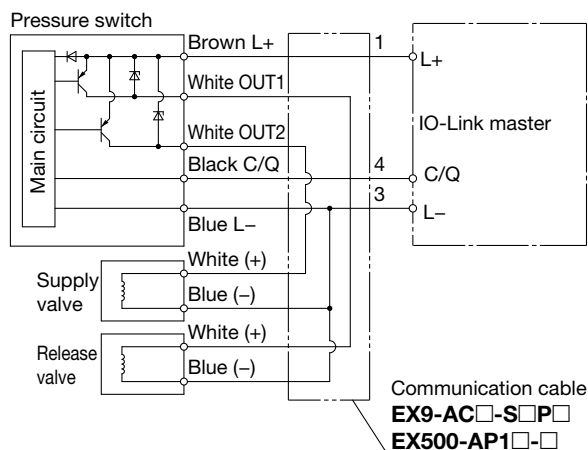 Pressure switch
Main circuit
Brown L+
White OUT1
White OUT2
Black C/Q
Blue L−
1
4
3
L+
IO-Link master
C/Q
L−
Supply
valve
White (+)
Blue (−)
Release
valve
White (+)
Blue (−)
Communication cable
EX9-AC□-S□P□
EX500-AP1□-□